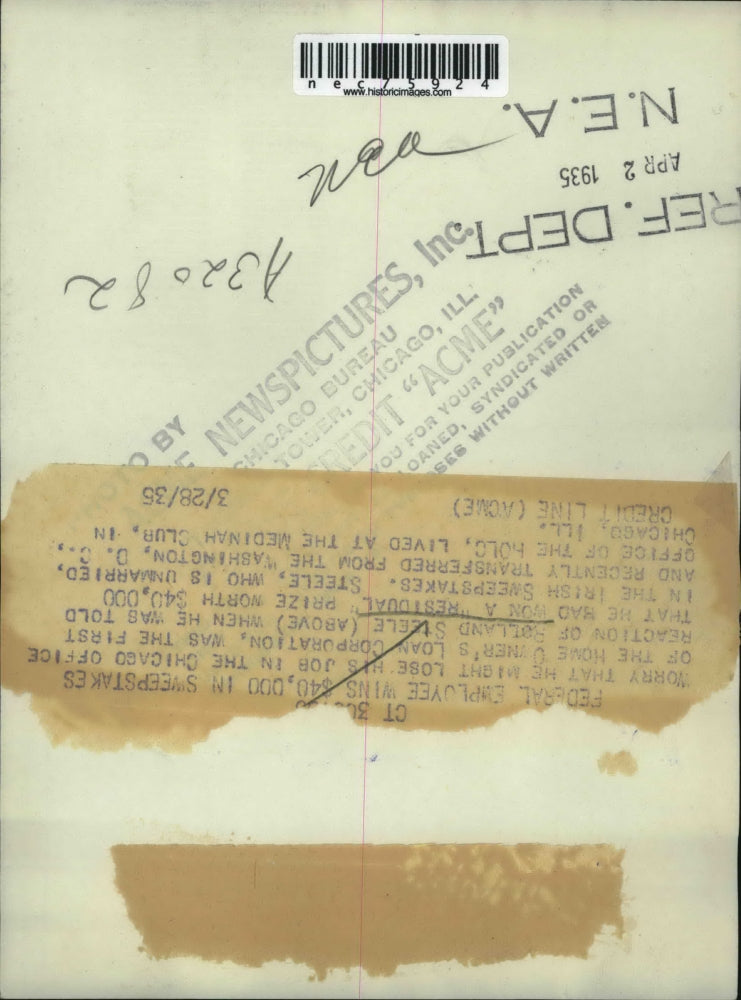 nec75924
www.historicimages.com
N.E.A.
APR 2 1935
REF. DEPT.
A32082
PHOTO BY
NEWSPICTURES, Inc.
CHICAGO BUREAU
TOWER, CHICAGO, ILL.
CREDIT "ACME"
YOU FOR YOUR PUBLICATION
LOANED, SYNDICATED OR
WITHOUT WRITTEN
FEDERAL EMPLOYEE WINS $40,000 IN SWEEPSTAKES
WORRY THAT HE MIGHT LOSE HIS JOB IN THE CHICAGO OFFICE
OF THE HOME OWNER'S LOAN CORPORATION, WAS THE FIRST
REACTION OF ROLLAND STEELE (ABOVE) WHEN HE WAS TOLD
THAT HE HAD WON A "RESIDUAL" PRIZE WORTH $40,000
IN THE IRISH SWEEPSTAKES. STEELE, WHO IS UNMARRIED,
AND RECENTLY TRANSFERRED FROM THE WASHINGTON, D. C.,
OFFICE OF THE HOLC, LIVED AT THE MEDINAH CLUB, IN
CHICAGO, ILL.
CREDIT LINE (ACME) 3/28/35